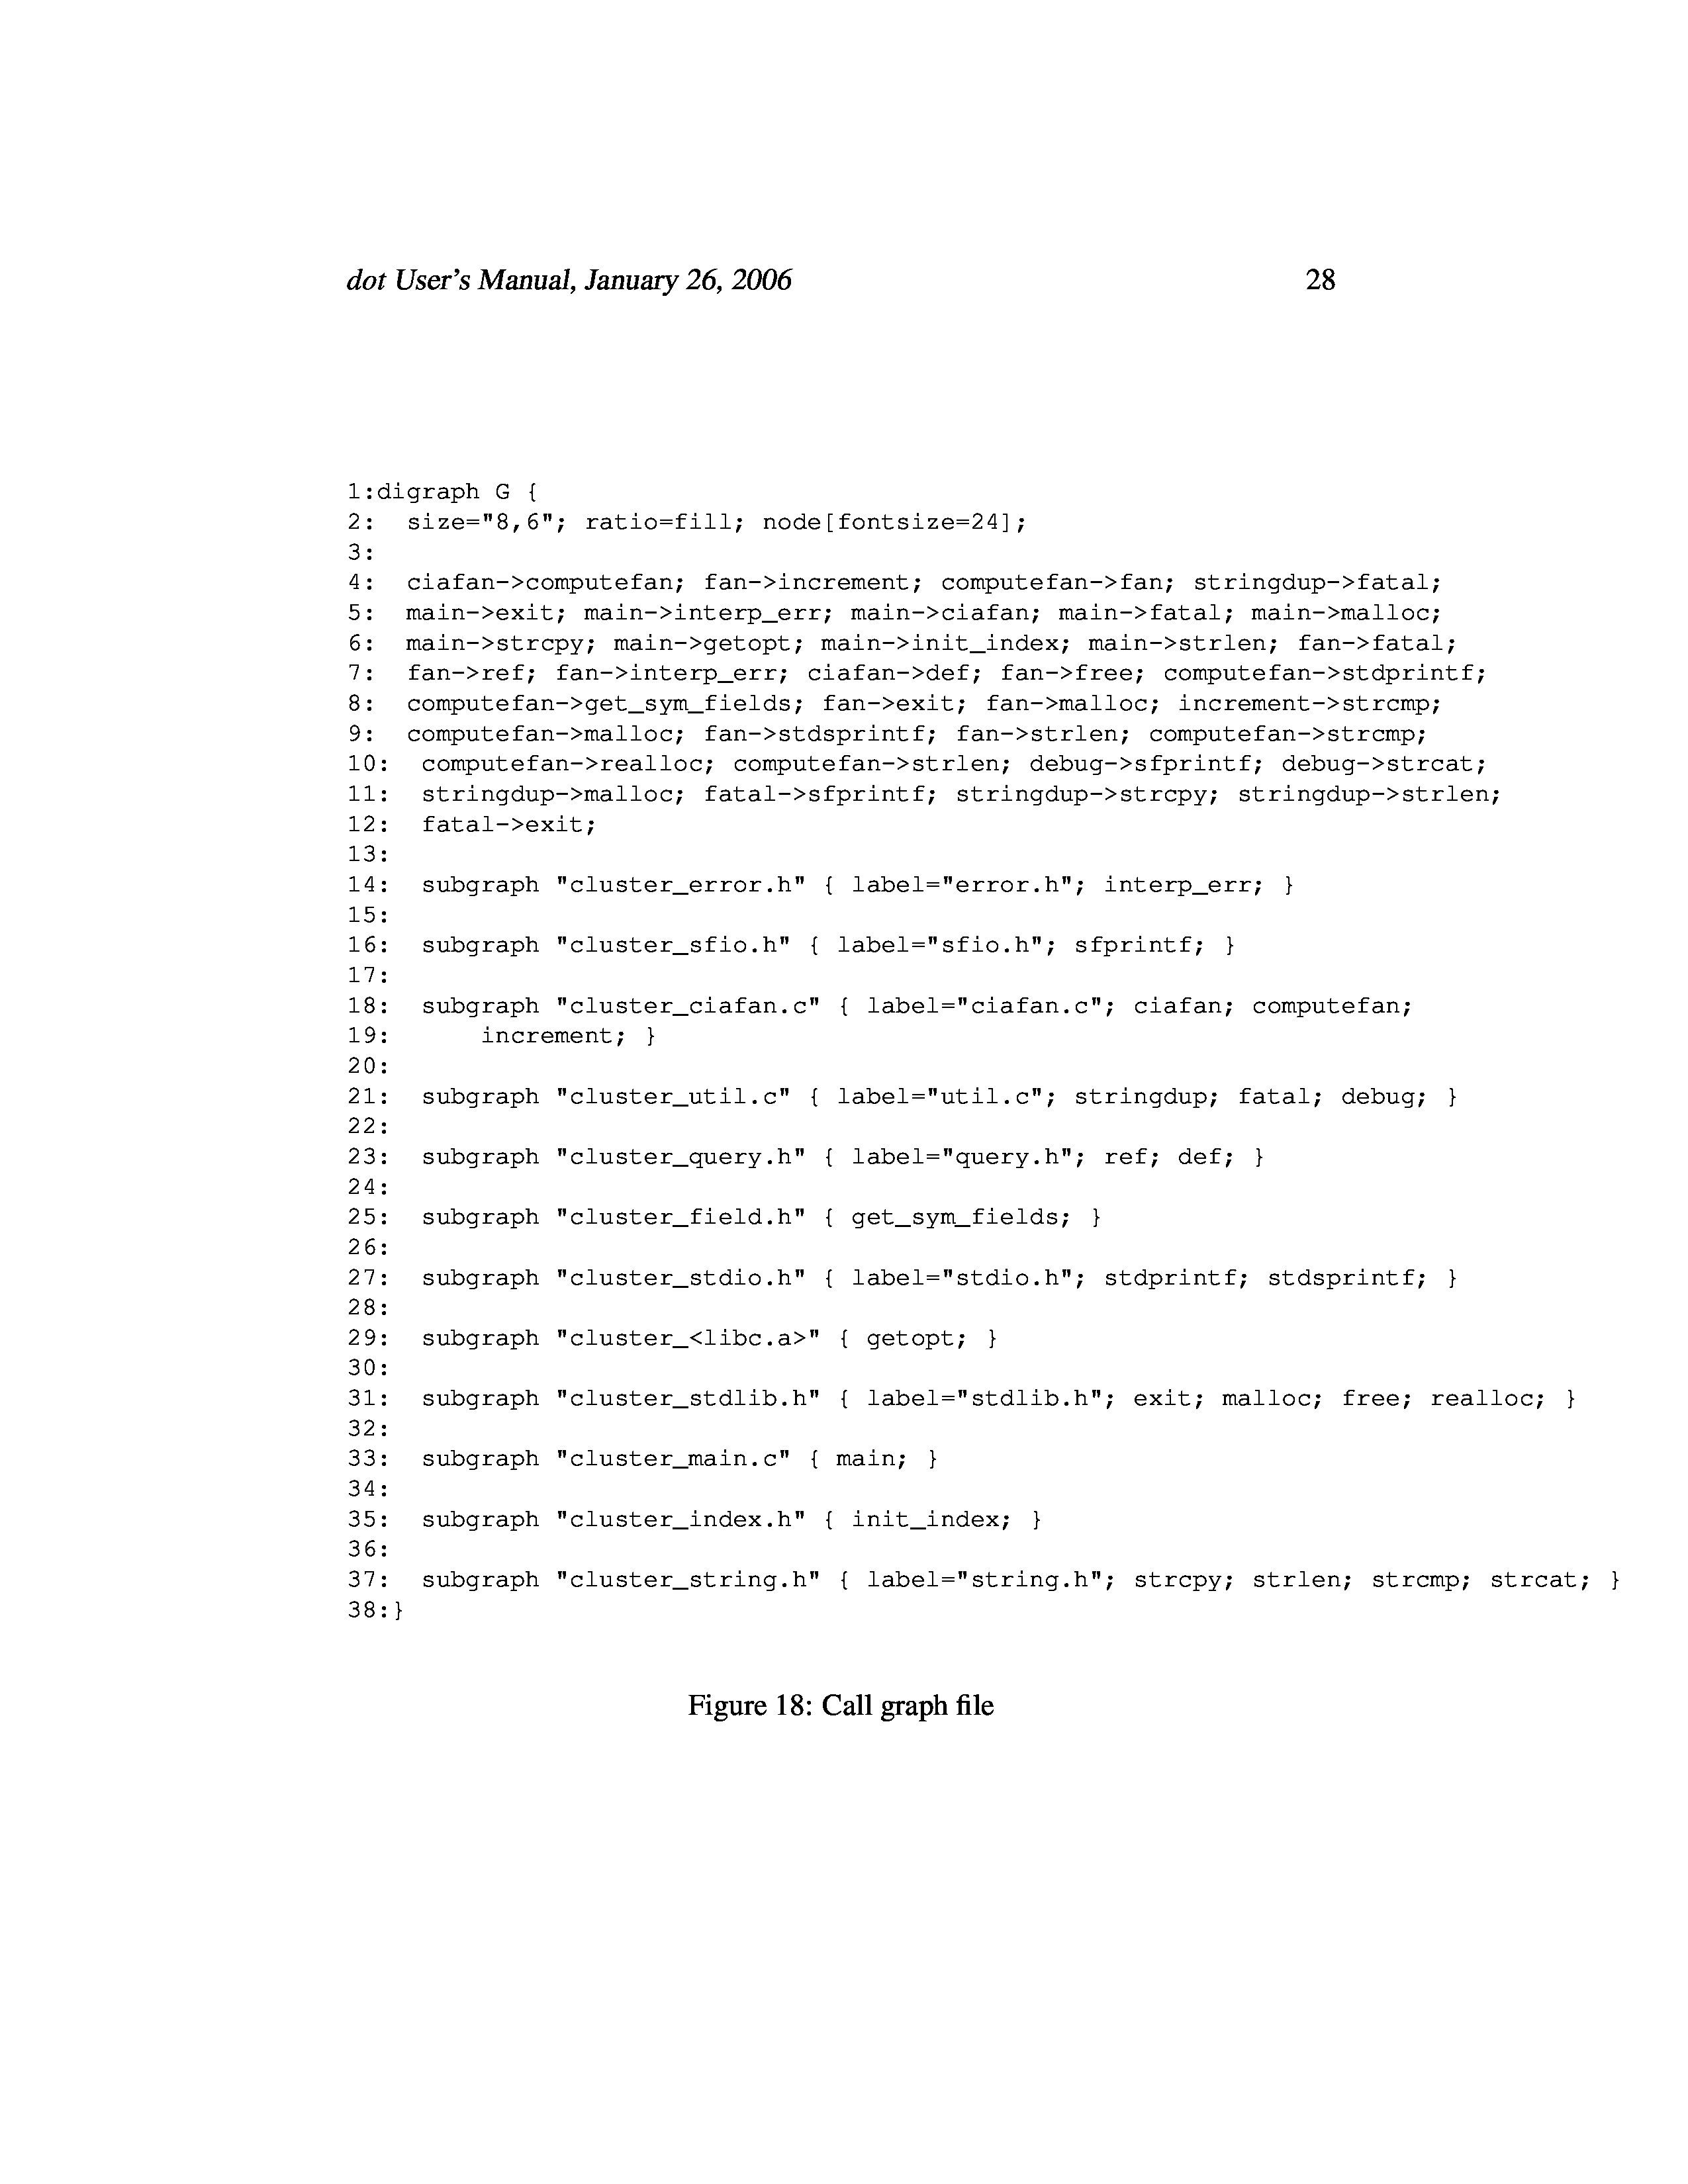 dot User's Manual, January 26, 2006 28
1:digraph G {
2:  size="8,6"; ratio=fill; node[fontsize=24];
3:
4:  ciafan->computefan; fan->increment; computefan->fan; stringdup->fatal;
5:  main->exit; main->interp_err; main->ciafan; main->fatal; main->malloc;
6:  main->strcpy; main->getopt; main->init_index; main->strlen; fan->fatal;
7:  fan->ref; fan->interp_err; ciafan->def; fan->free; computefan->stdprintf;
8:  computefan->get_sym_fields; fan->exit; fan->malloc; increment->strcmp;
9:  computefan->malloc; fan->stdsprintf; fan->strlen; computefan->strcmp;
10:  computefan->realloc; computefan->strlen; debug->sfprintf; debug->strcat;
11:  stringdup->malloc; fatal->sfprintf; stringdup->strcpy; stringdup->strlen;
12:  fatal->exit;
13:
14:  subgraph "cluster_error.h" { label="error.h"; interp_err; }
15:
16:  subgraph "cluster_sfio.h" { label="sfio.h"; sfprintf; }
17:
18:  subgraph "cluster_ciafan.c" { label="ciafan.c"; ciafan; computefan;
19:      increment; }
20:
21:  subgraph "cluster_util.c" { label="util.c"; stringdup; fatal; debug; }
22:
23:  subgraph "cluster_query.h" { label="query.h"; ref; def; }
24:
25:  subgraph "cluster_field.h" { get_sym_fields; }
26:
27:  subgraph "cluster_stdio.h" { label="stdio.h"; stdprintf; stdsprintf; }
28:
29:  subgraph "cluster_<libc.a>" { getopt; }
30:
31:  subgraph "cluster_stdlib.h" { label="stdlib.h"; exit; malloc; free; realloc; }
32:
33:  subgraph "cluster_main.c" { main; }
34:
35:  subgraph "cluster_index.h" { init_index; }
36:
37:  subgraph "cluster_string.h" { label="string.h"; strcpy; strlen; strcmp; strcat; }
38:}
Figure 18: Call graph file